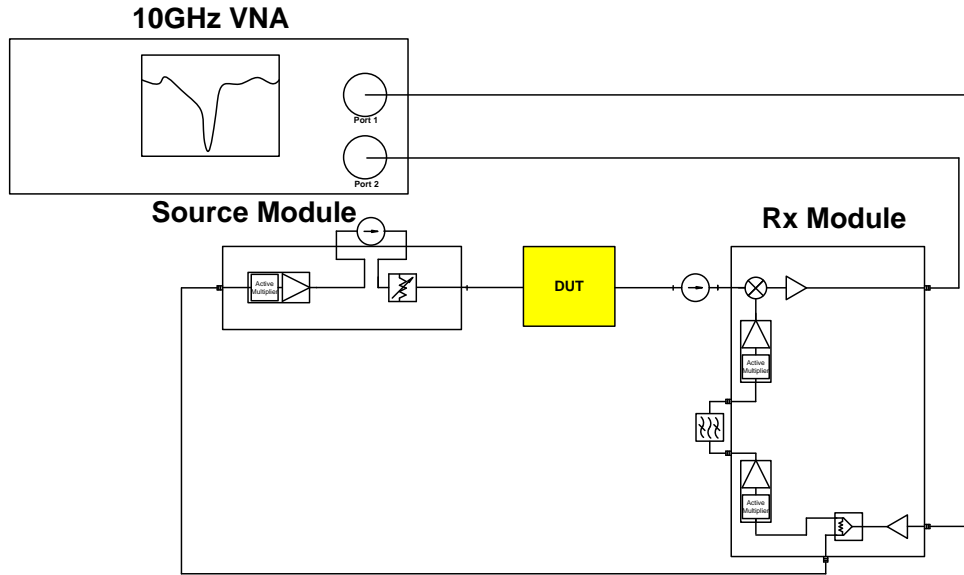 10GHz VNA
Port 1
Port 2
Source Module
Rx Module
Active
Multiplier
DUT
Active
Multiplier
Active
Multiplier